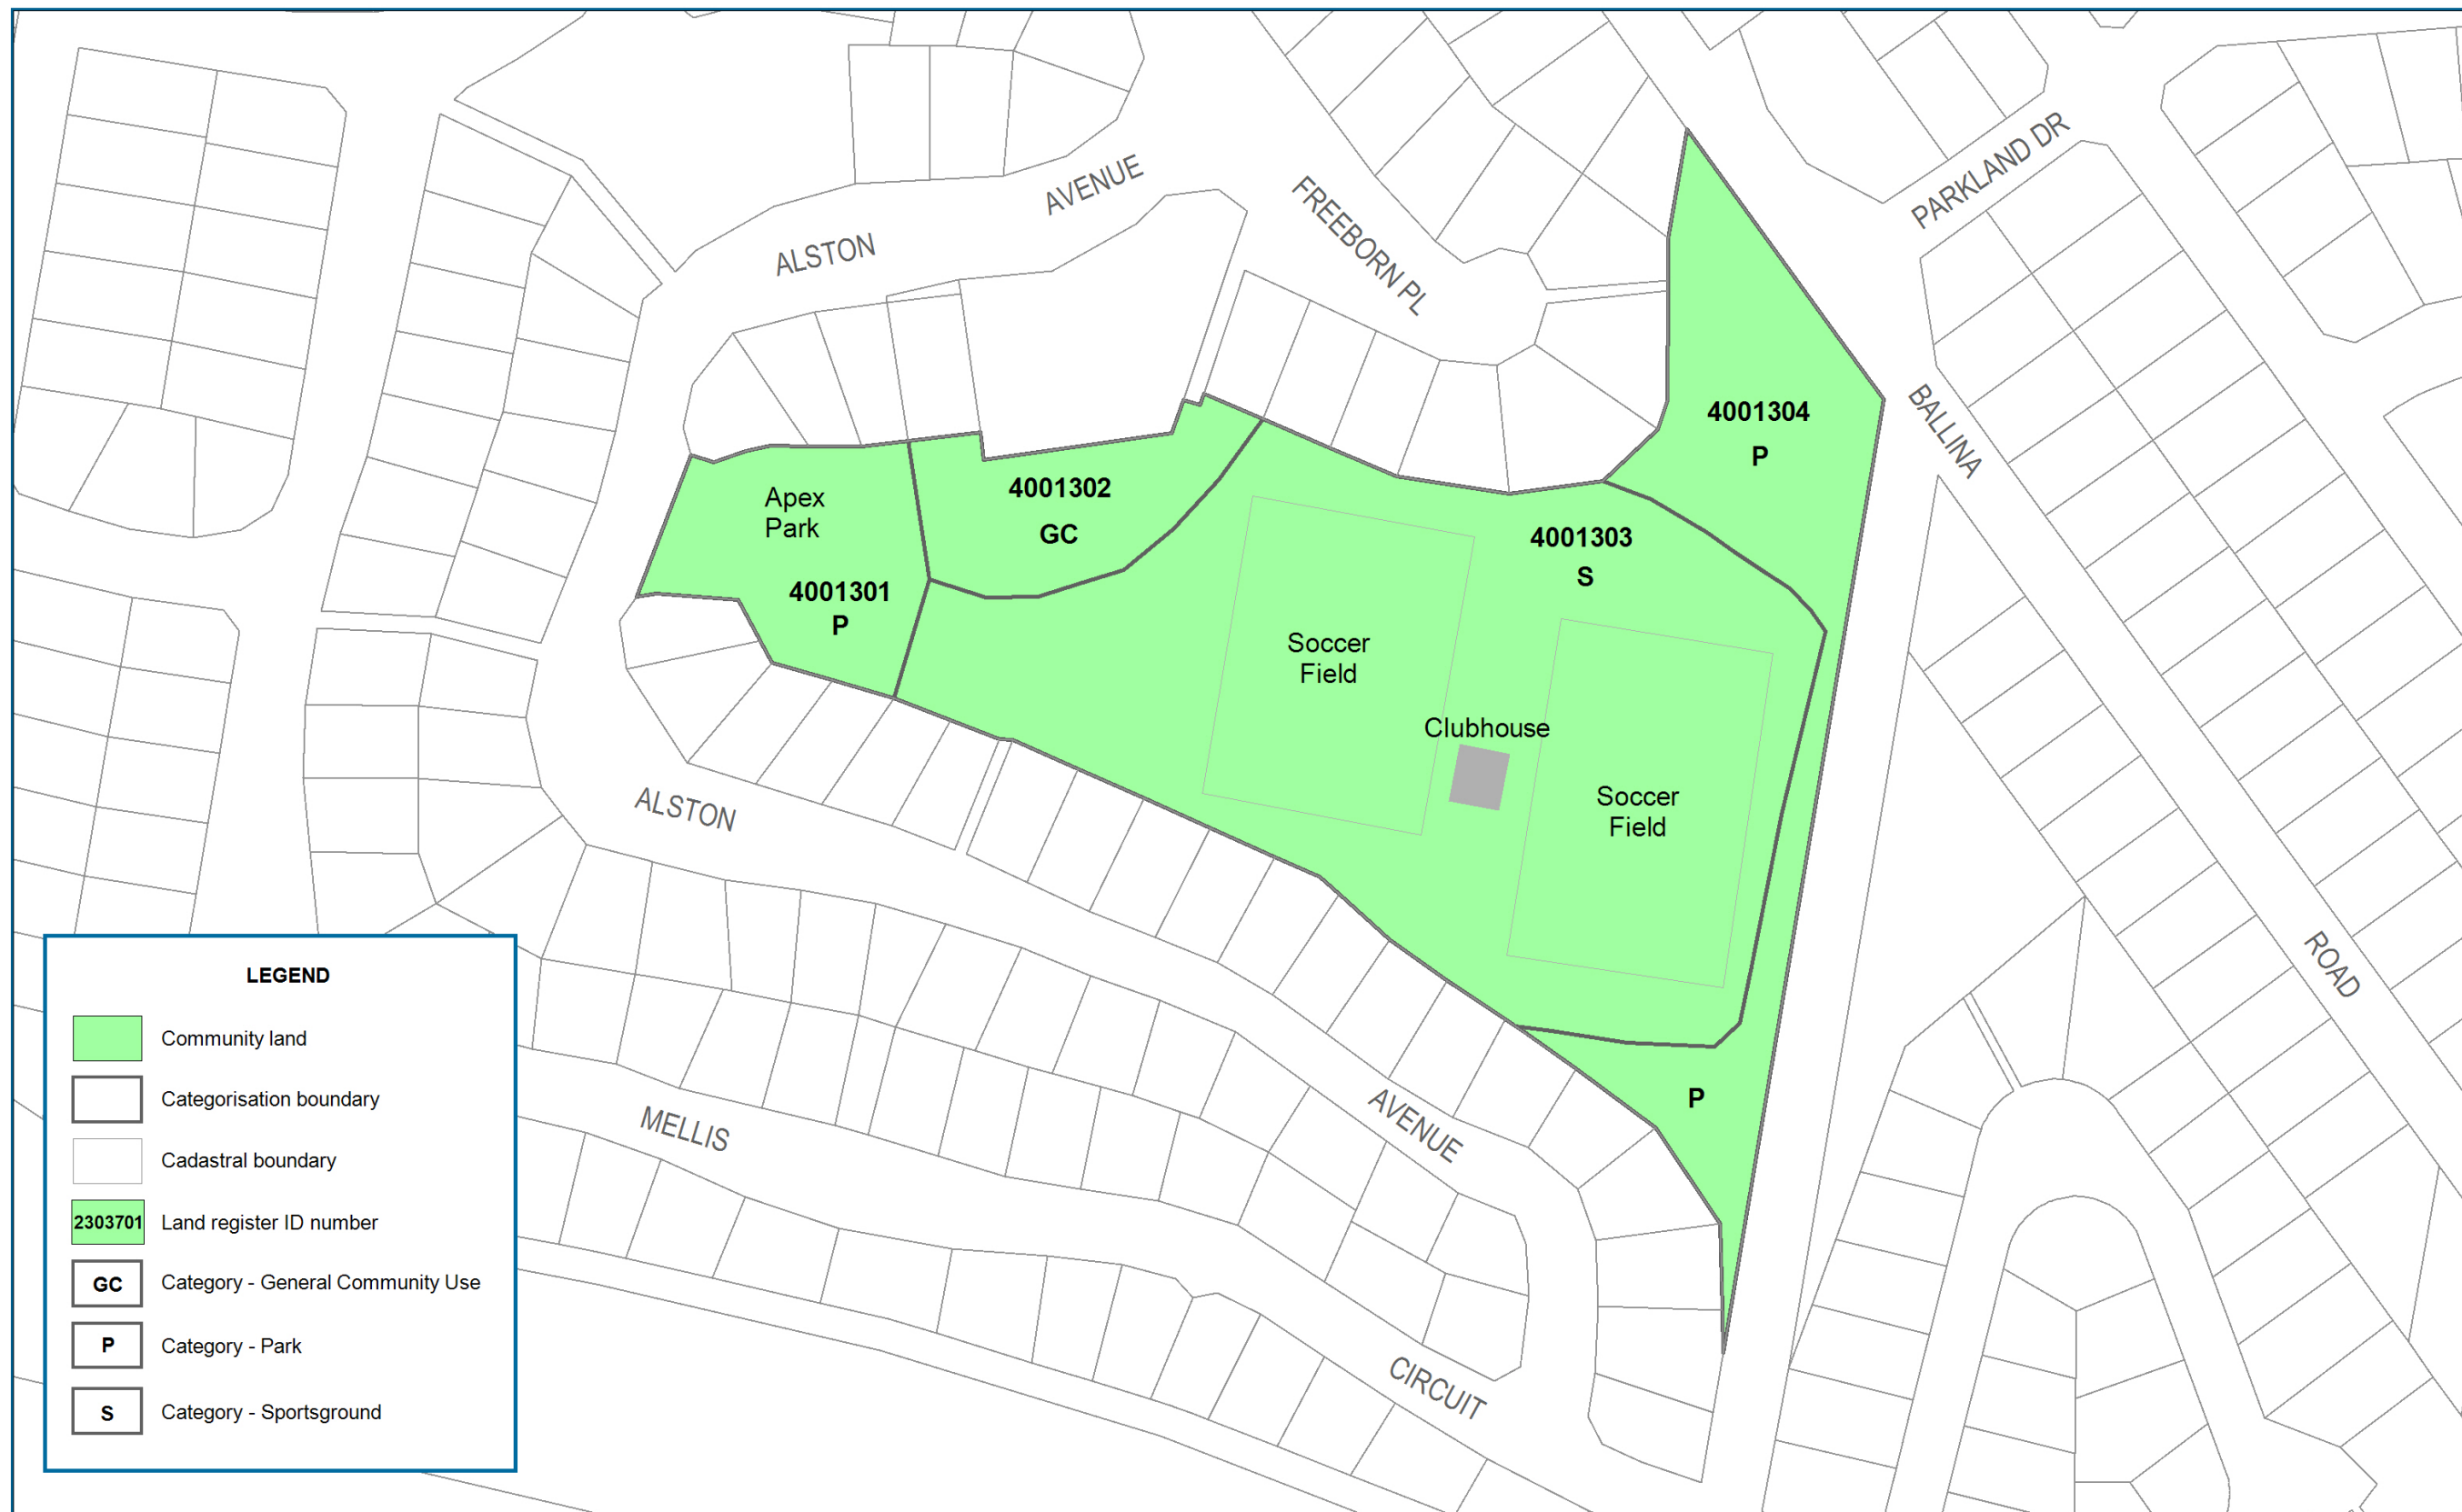 PARKLAND DR
AVENUE
FREEBORN PL
ALSTON
4001304
P
BALLINA
4001302
GC
Apex
Park
4001303
S
4001301
P
Soccer
Field
Clubhouse
Soccer
Field
ALSTON
ROAD
P
AVENUE
MELLIS
CIRCUIT
LEGEND
Community land
Categorisation boundary
Cadastral boundary
2303701 Land register ID number
GC Category - General Community Use
P Category - Park
S Category - Sportsground